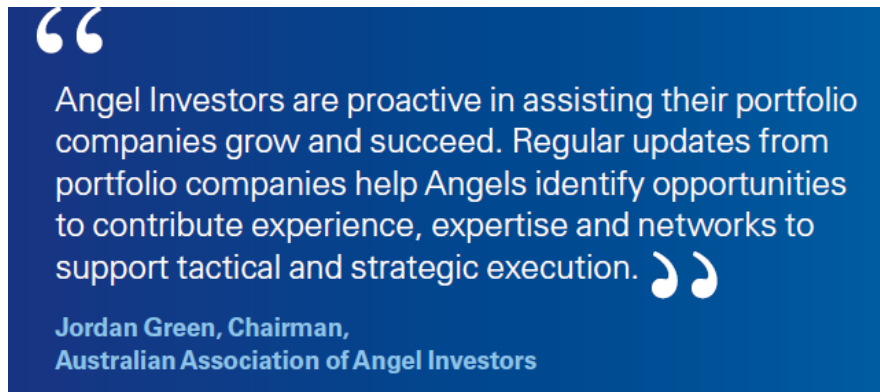 “
Angel Investors are proactive in assisting their portfolio
companies grow and succeed. Regular updates from
portfolio companies help Angels identify opportunities
to contribute experience, expertise and networks to
support tactical and strategic execution. ”
Jordan Green, Chairman,
Australian Association of Angel Investors